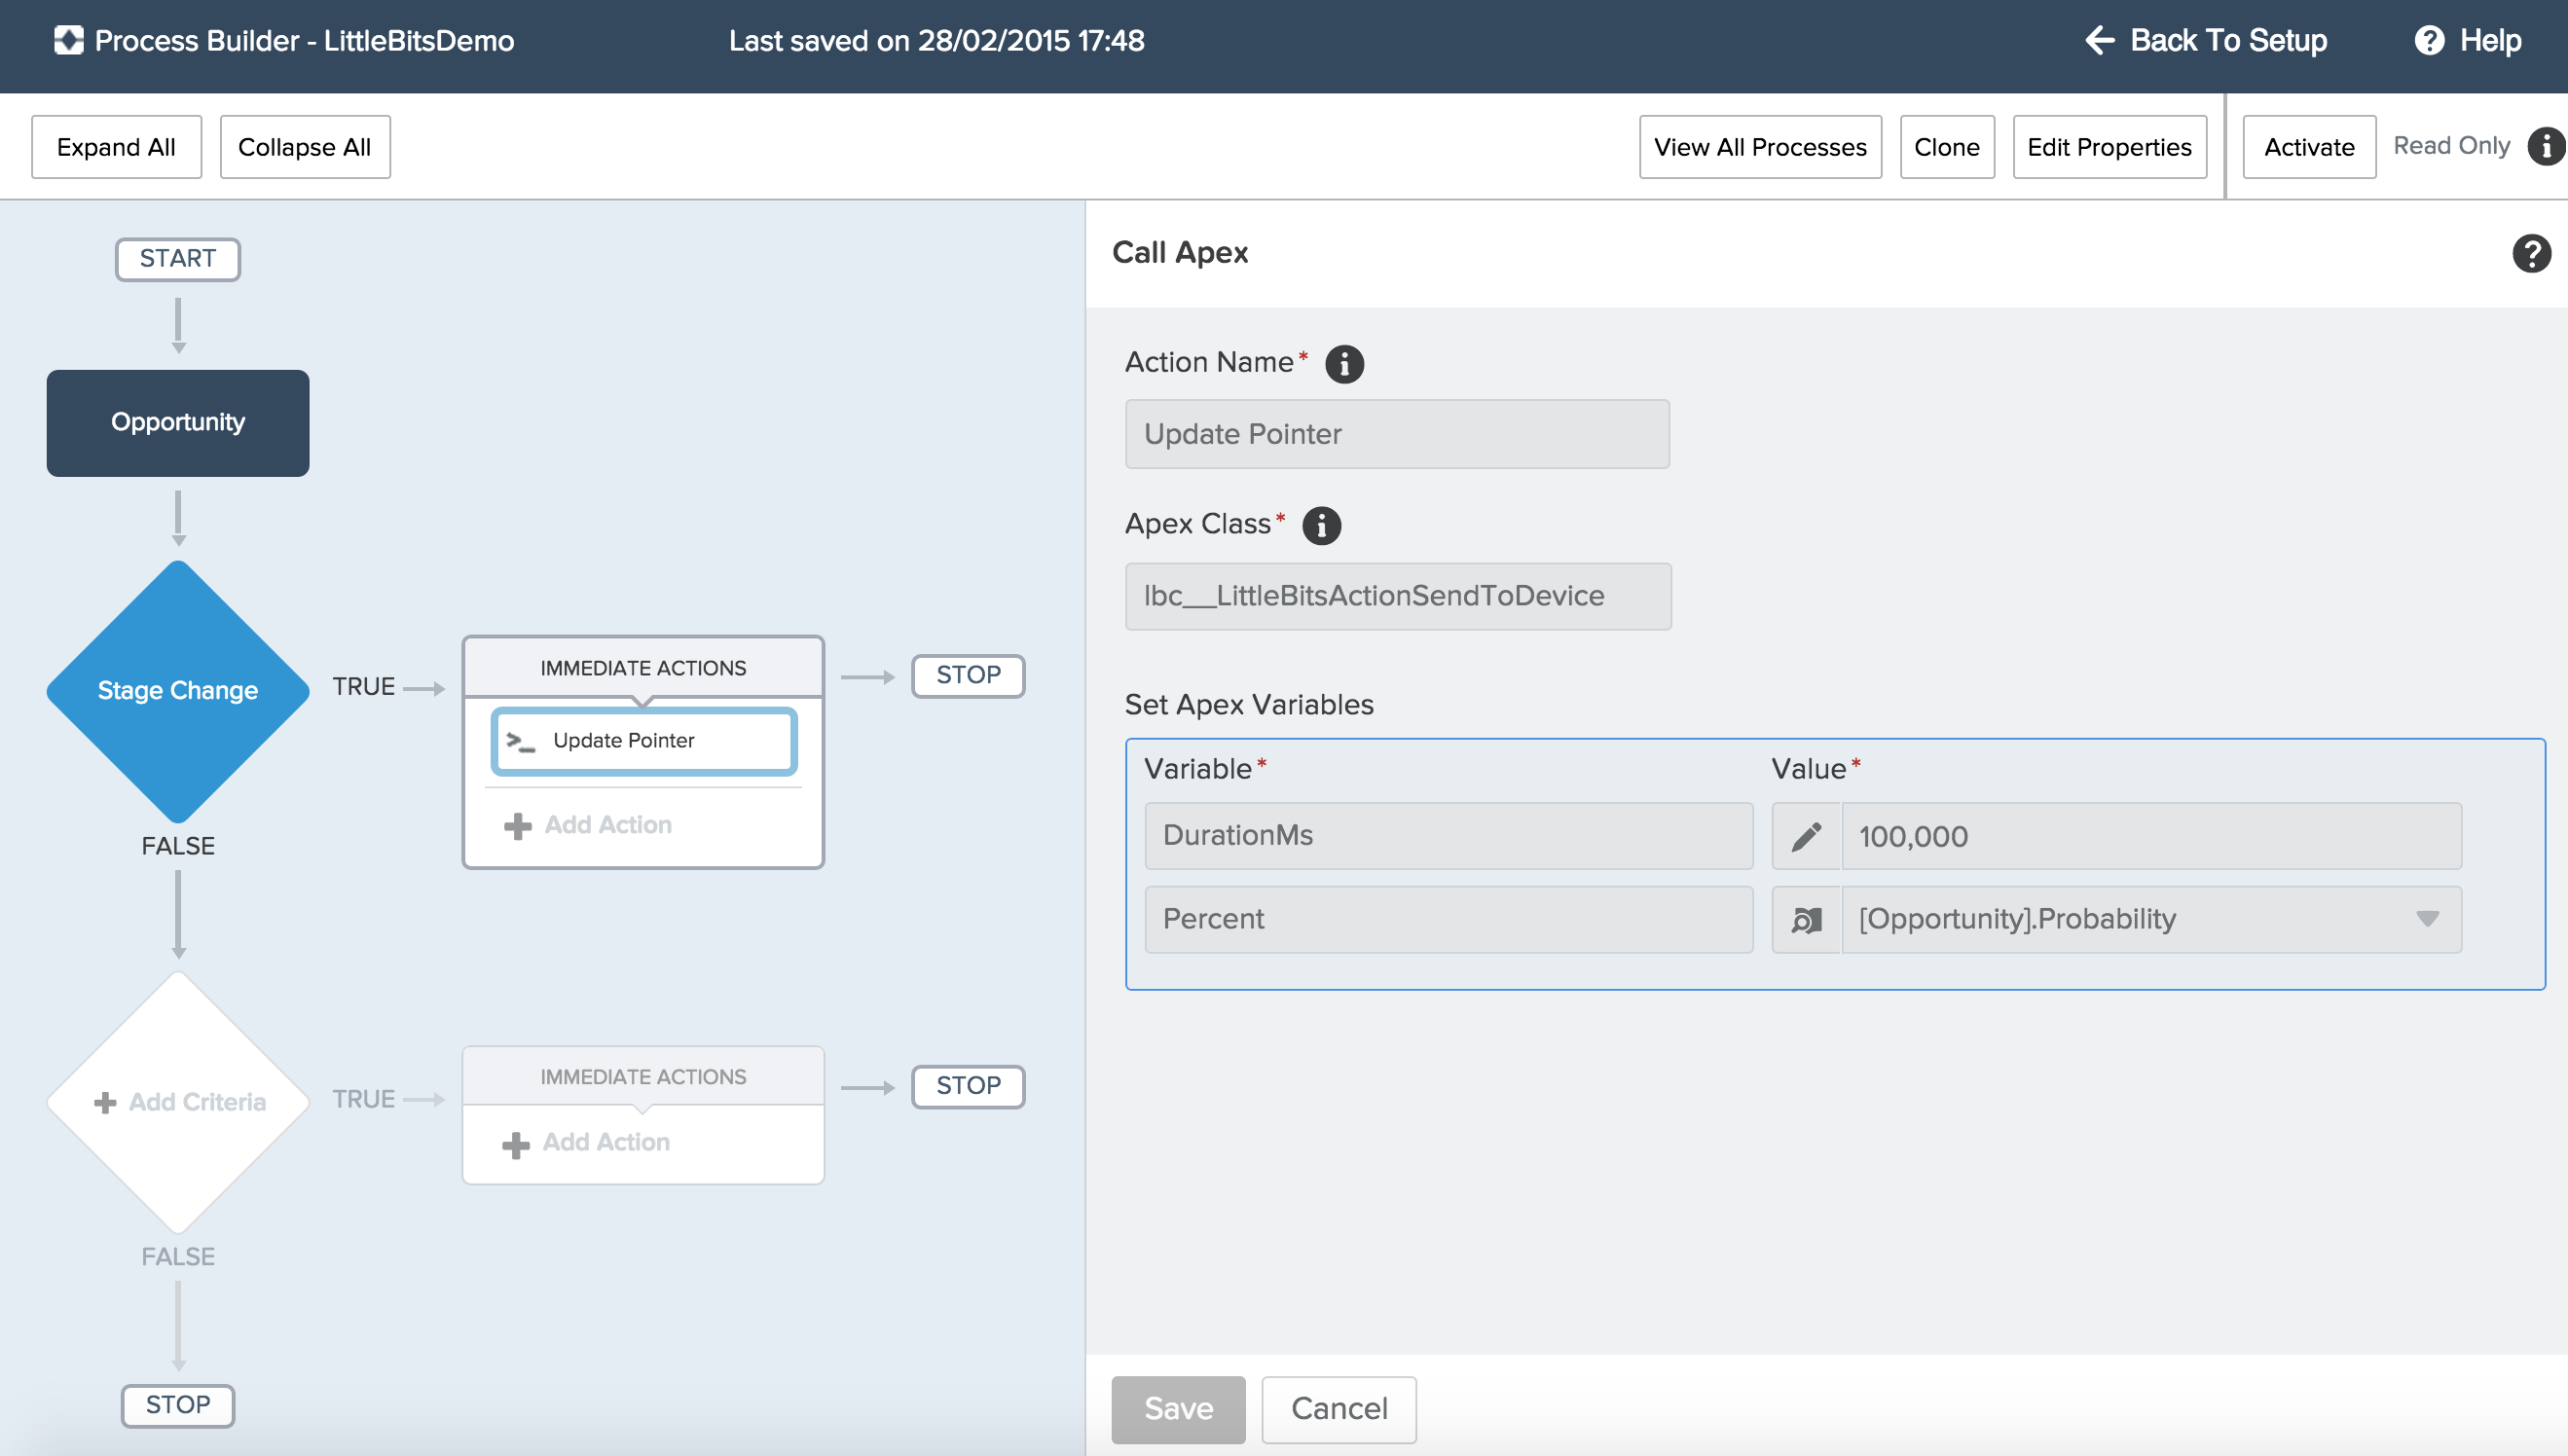 Process Builder - LittleBitsDemo
Last saved on 28/02/2015 17:48
Back To Setup
Help
Expand All
Collapse All
View All Processes
Clone
Edit Properties
Activate
Read Only
START
Opportunity
Stage Change
TRUE
IMMEDIATE ACTIONS
Update Pointer
Add Action
STOP
FALSE
Add Criteria
TRUE
IMMEDIATE ACTIONS
Add Action
STOP
FALSE
STOP
Call Apex
Action Name*
Update Pointer
Apex Class*
lbc__LittleBitsActionSendToDevice
Set Apex Variables
Variable* Value*
DurationMs 100,000
Percent [Opportunity].Probability
Save
Cancel